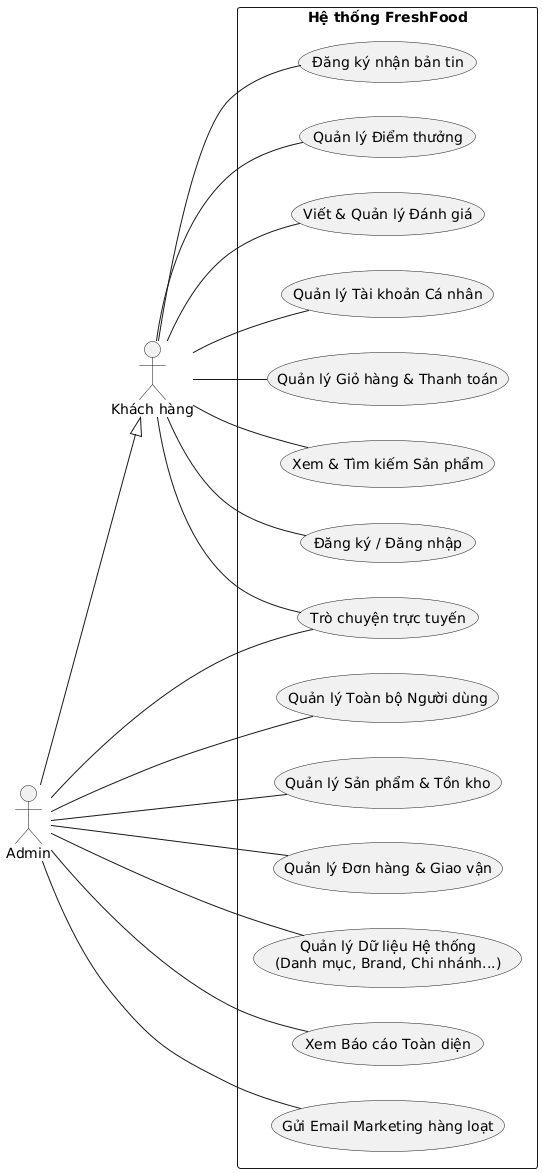 Hệ thống FreshFood
Đăng ký nhận bản tin
Quản lý Điểm thưởng
Viết & Quản lý Đánh giá
Quản lý Tài khoản Cá nhân
Quản lý Giỏ hàng & Thanh toán
Khách hàng
Xem & Tìm kiếm Sản phẩm
Đăng ký / Đăng nhập
Trò chuyện trực tuyến
Quản lý Toàn bộ Người dùng
Quản lý Sản phẩm & Tồn kho
Admin
Quản lý Đơn hàng & Giao vận
Quản lý Dữ liệu Hệ thống
(Danh mục, Brand, Chi nhánh...)
Xem Báo cáo Toàn diện
Gửi Email Marketing hàng loạt